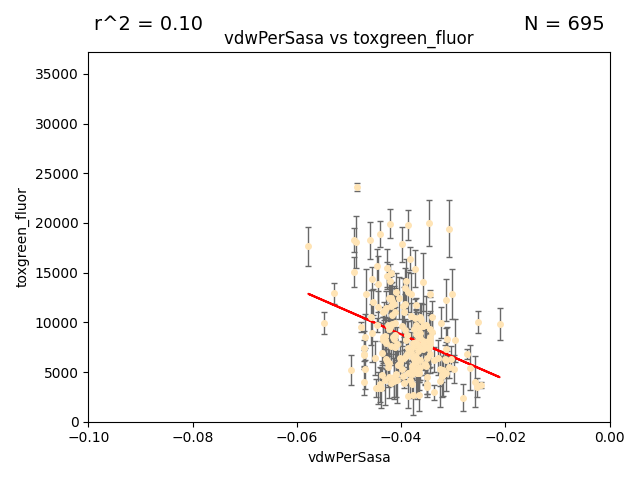 r^2 = 0.10
N = 695
vdwPerSasa vs toxgreen_fluor
35000
30000
25000
20000
15000
10000
5000
0
toxgreen_fluor
−0.10
−0.08
−0.06
−0.04
−0.02
0.00
vdwPerSasa